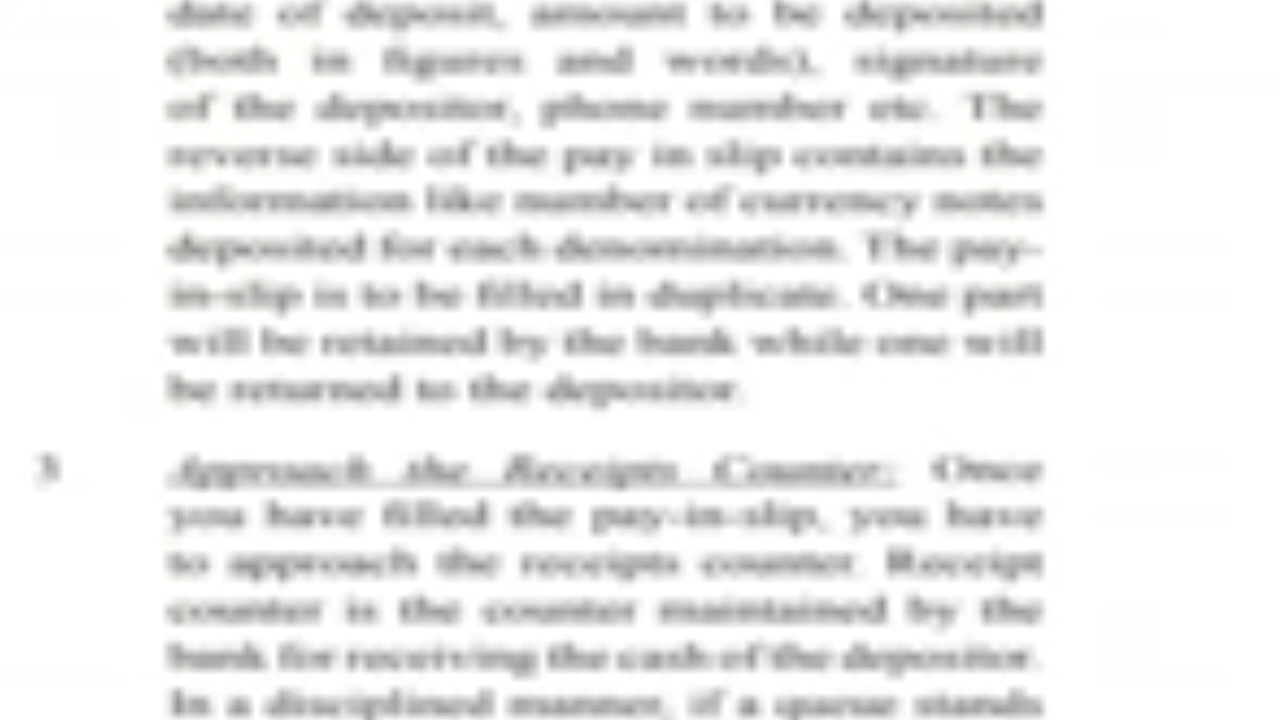 date of deposit, amount to be deposited
(both in figures and words), signature
of the depositor, phone number etc. The
reverse side of the pay in slip contains the
information like number of currency notes
deposited for each denomination. The pay-
in-slip is to be filled in duplicate. One part
will be retained by the bank while one will
be returned to the depositor.
3 Approach the Receipts Counter: Once
you have filled the pay-in-slip, you have
to approach the receipts counter. Receipt
counter is the counter maintained by the
bank for receiving the cash of the depositor.
In a disciplined manner, if a queue stands